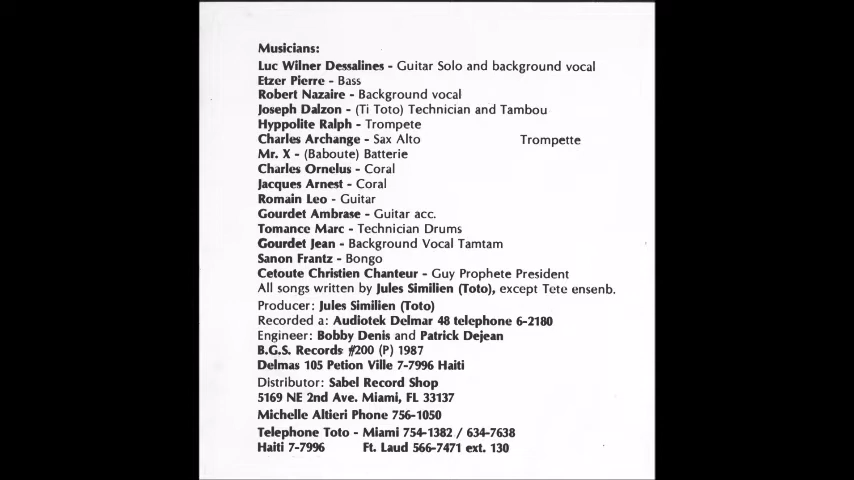 Musicians:
Luc Wilner Dessalines - Guitar Solo and background vocal
Etzer Pierre - Bass
Robert Nazaire - Background vocal
Joseph Dalzon - (Ti Toto) Technician and Tambou
Hyppolite Ralph - Trompete
Charles Archange - Sax Alto Trompette
Mr. X - (Baboute) Batterie
Charles Ornelus - Coral
Jacques Arnest - Coral
Romain Leo - Guitar
Gourdet Ambrase - Guitar acc.
Tomance Marc - Technician Drums
Gourdet Jean - Background Vocal Tamtam
Sanon Frantz - Bongo
Cetoute Christien Chanteur - Guy Prophete President
All songs written by Jules Similien (Toto), except Tete ensenb.
Producer: Jules Similien (Toto)
Recorded a: Audiotek Delmar 48 telephone 6-2180
Engineer: Bobby Denis and Patrick Dejean
B.G.S. Records #200 (P) 1987
Delmas 105 Petion Ville 7-7996 Haiti
Distributor: Sabel Record Shop
5169 NE 2nd Ave. Miami, FL 33137
Michelle Altieri Phone 756-1050
Telephone Toto - Miami 754-1382 / 634-7638
Haiti 7-7996 Ft. Laud 566-7471 ext. 130